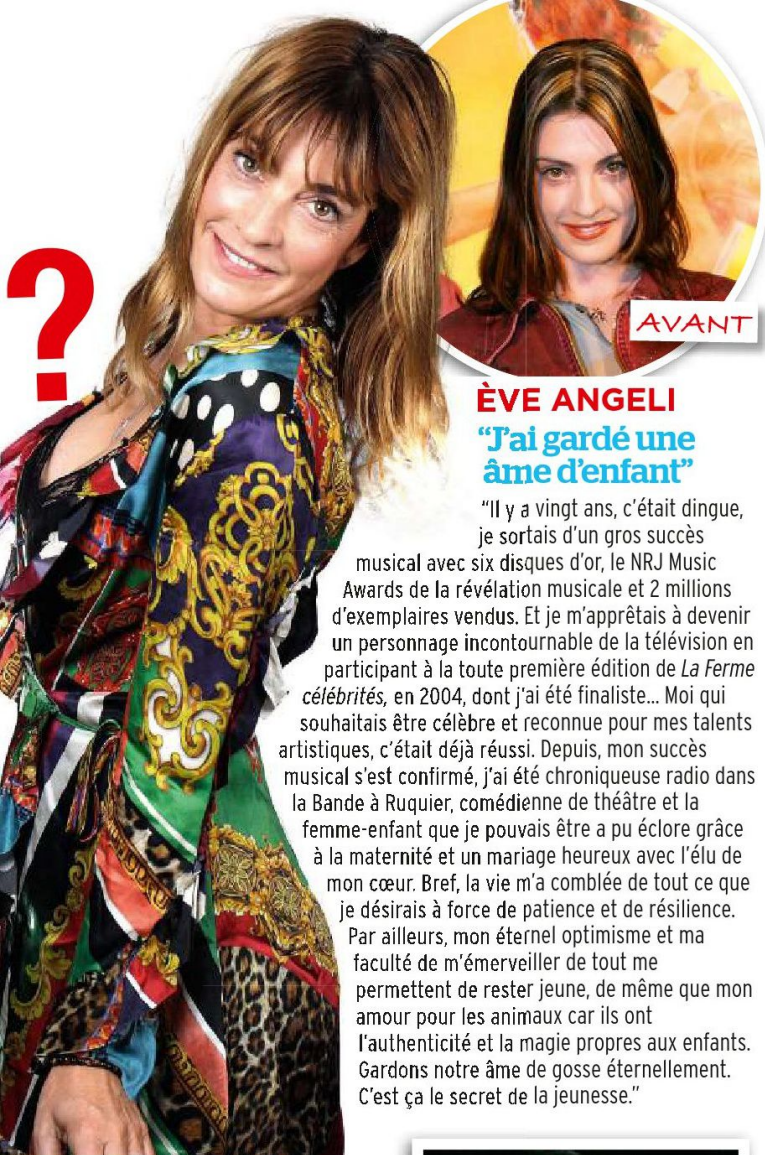 ?
AVANT
ÈVE ANGELI
“J’ai gardé une
âme d’enfant”
“Il y a vingt ans, c’était dingue,
je sortais d’un gros succès
musical avec six disques d’or, le NRJ Music
Awards de la révélation musicale et 2 millions
d’exemplaires vendus. Et je m’apprêtais à devenir
un personnage incontournable de la télévision en
participant à la toute première édition de La Ferme
célébrités, en 2004, dont j’ai été finaliste... Moi qui
souhaitais être célèbre et reconnue pour mes talents
artistiques, c’était déjà réussi. Depuis, mon succès
musical s’est confirmé, j’ai été chroniqueuse radio dans
la Bande à Ruquier, comédienne de théâtre et la
femme-enfant que je pouvais être a pu éclore grâce
à la maternité et un mariage heureux avec l’élu de
mon cœur. Bref, la vie m’a comblée de tout ce que
je désirais à force de patience et de résilience.
Par ailleurs, mon éternel optimisme et ma
faculté de m’émerveiller de tout me
permettent de rester jeune, de même que mon
amour pour les animaux car ils ont
l’authenticité et la magie propres aux enfants.
Gardons notre âme de gosse éternellement.
C’est ça le secret de la jeunesse.”